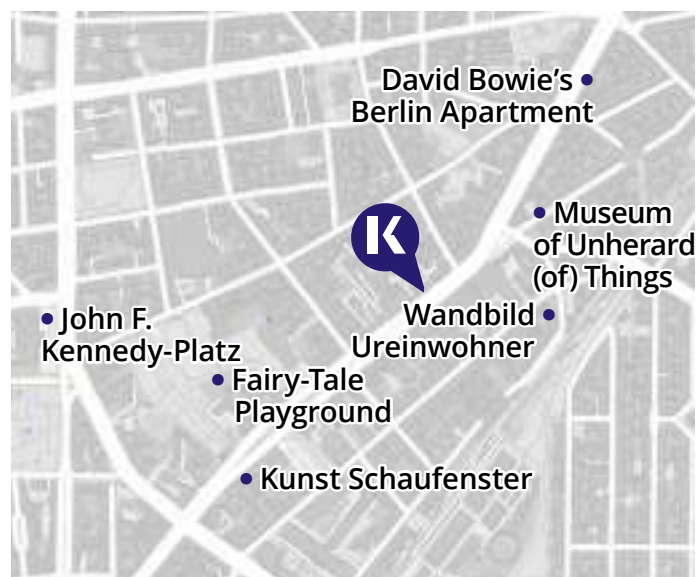 David Bowie's
Berlin Apartment
K
Museum
of Unherard
(of) Things
Wandbild
Ureinwohner
John F.
Kennedy-Platz
Fairy-Tale
Playground
Kunst Schaufenster